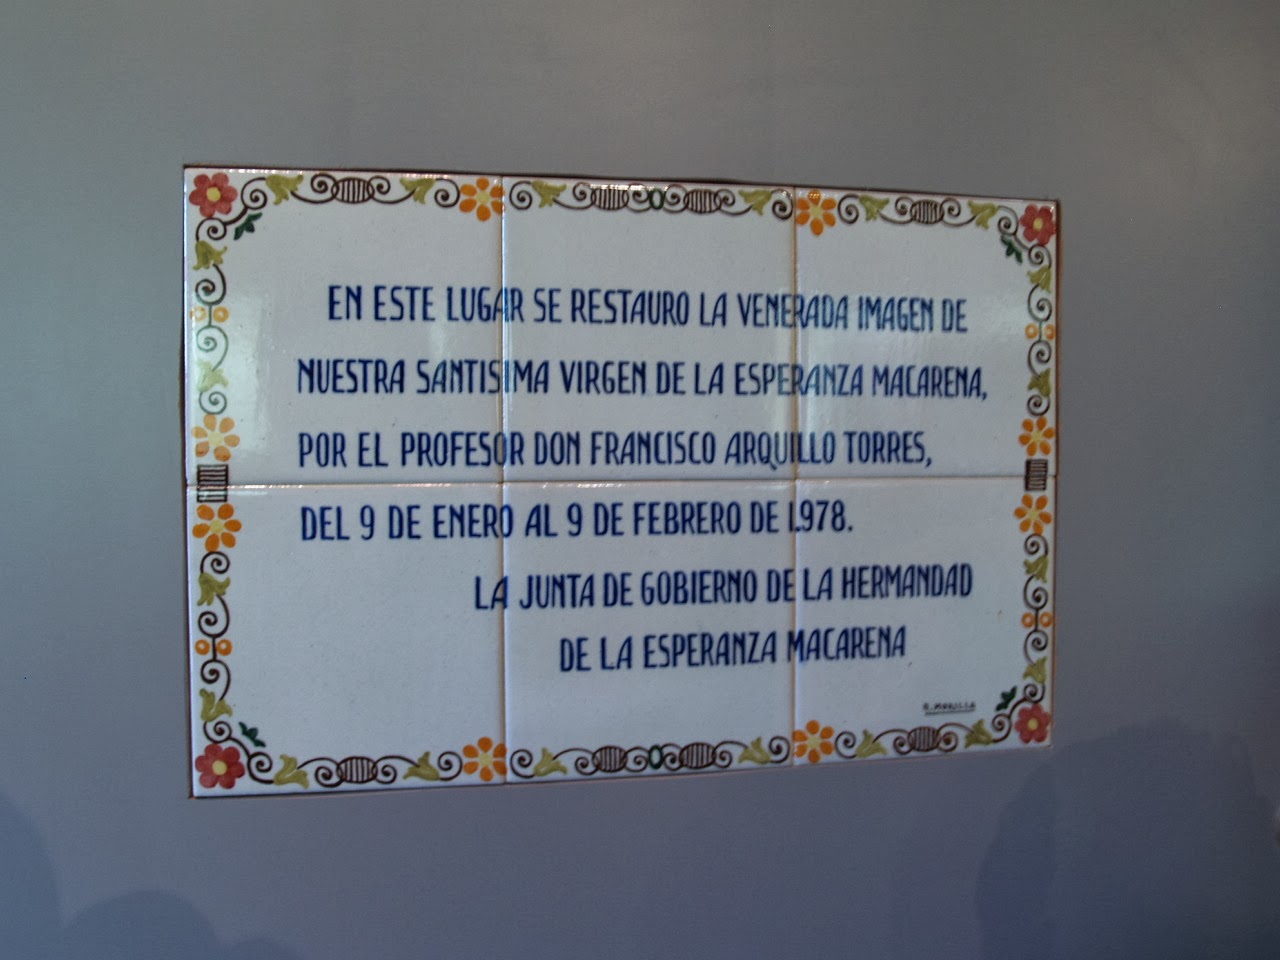 EN ESTE LUGAR SE RESTAURO LA VENERADA IMAGEN DE
NUESTRA SANTISIMA VIRGEN DE LA ESPERANZA MACARENA,
POR EL PROFESOR DON FRANCISCO ARQUILLO TORRES,
DEL 9 DE ENERO AL 9 DE FEBRERO DE 1.978.
LA JUNTA DE GOBIERNO DE LA HERMANDAD
DE LA ESPERANZA MACARENA